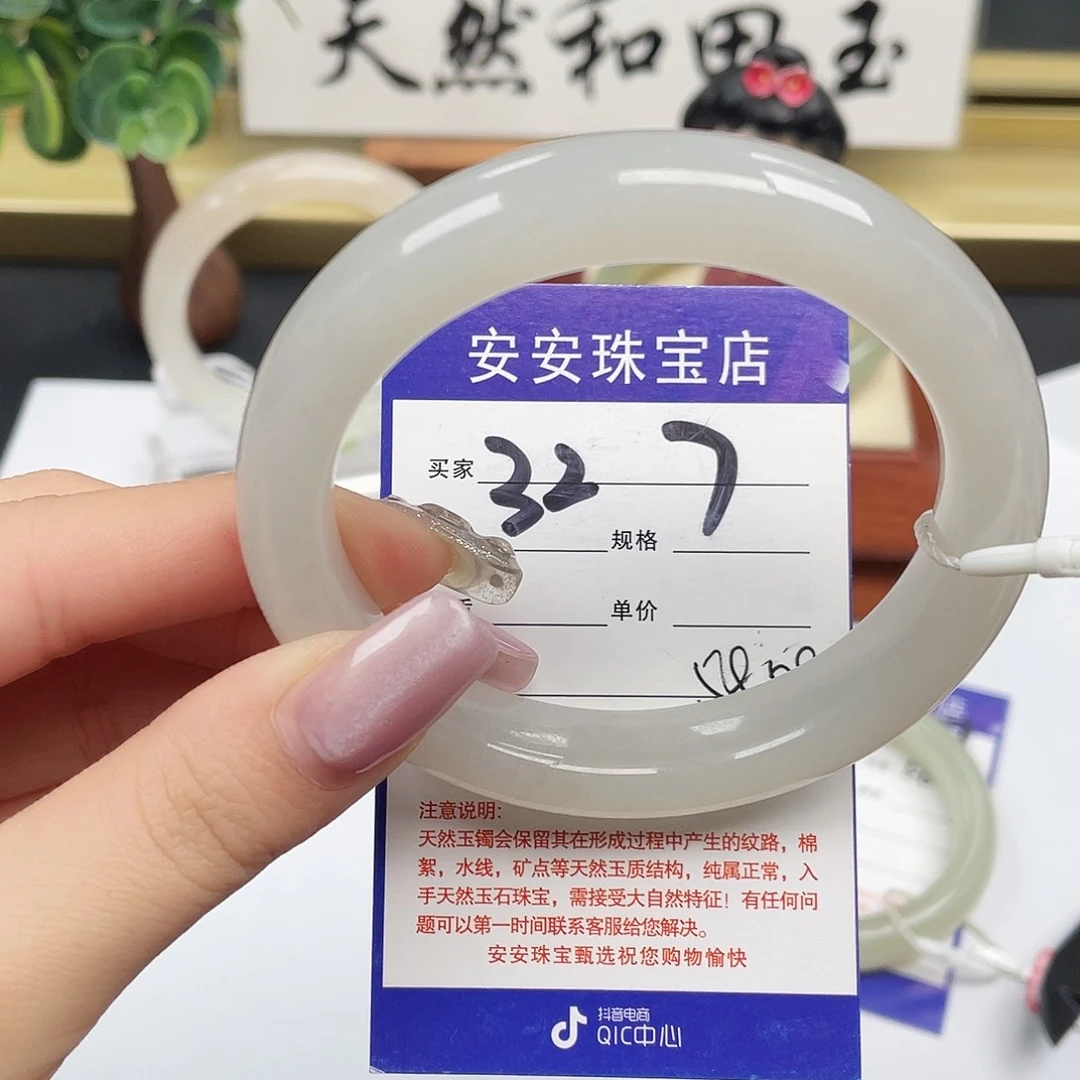 天然和田玉
安安珠宝店
买家 32 7
规格
单价
注意说明:
天然玉镯会保留其在形成过程中产生的纹路，棉
絮，水线，矿点等天然玉质结构，纯属正常，入
手天然玉石珠宝，需接受大自然特征！有任何问
题可以第一时间联系客服给您解决。
安安珠宝甄选祝您购物愉快
抖音电商
QIC中心